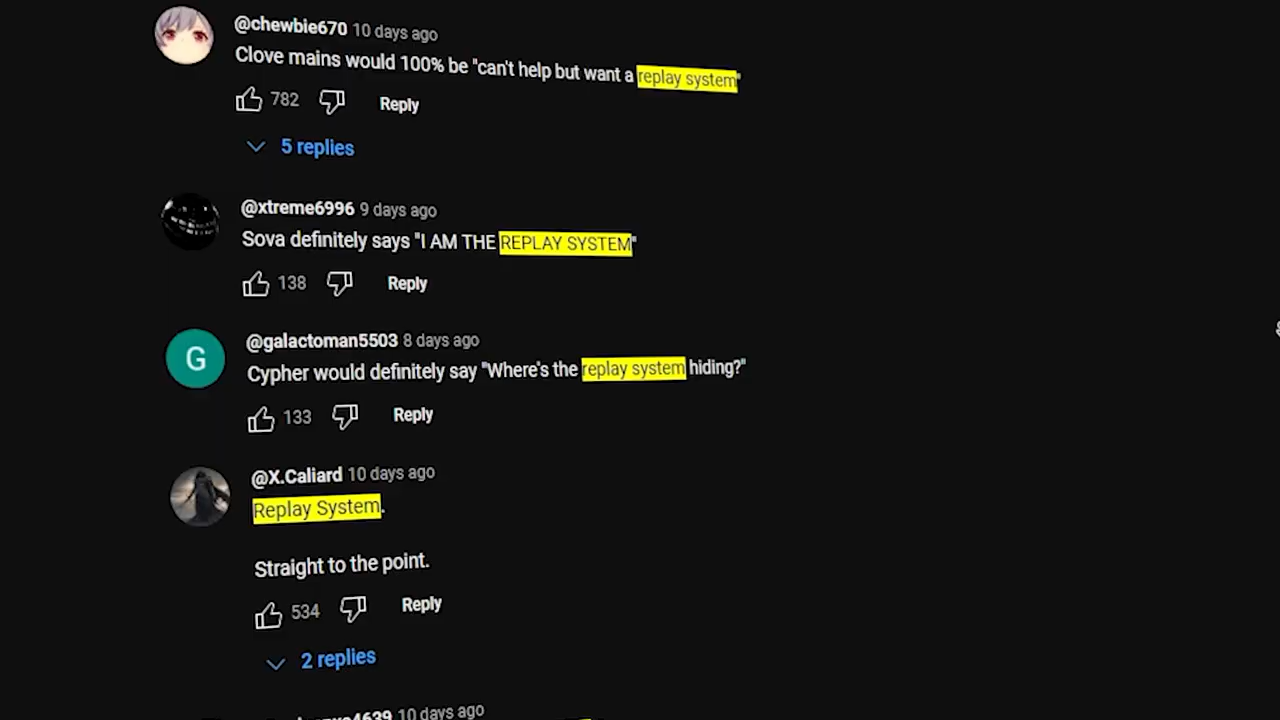 @chewbie670 10 days ago
Clove mains would 100% be "can't help but want a replay system"
782 Reply
5 replies
@xtreme6996 9 days ago
Sova definitely says "I AM THE REPLAY SYSTEM"
138 Reply
G
@galactoman5503 8 days ago
Cypher would definitely say "Where's the replay system hiding?"
133 Reply
@X.Caliard 10 days ago
Replay System.
Straight to the point.
534 Reply
2 replies
10 days ago